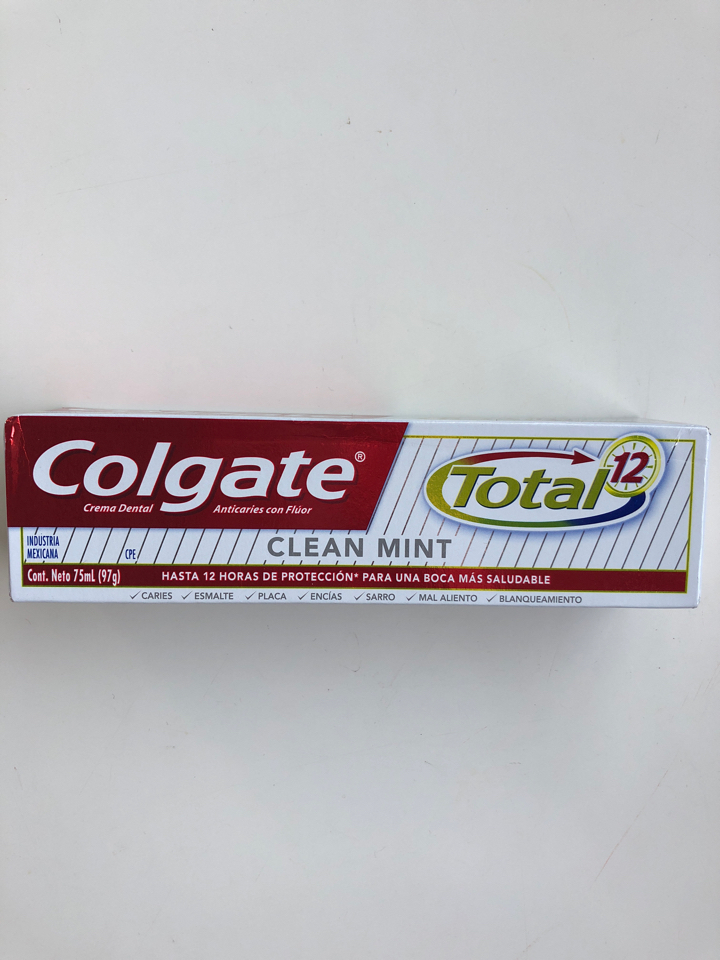 Colgate®
Crema Dental Anticaries con Flúor
Total 12
INDUSTRIA
MEXICANA
CPE
CLEAN MINT
Cont. Neto 75mL (97g)
HASTA 12 HORAS DE PROTECCIÓN* PARA UNA BOCA MÁS SALUDABLE
✓ CARIES ✓ ESMALTE ✓ PLACA ✓ ENCÍAS ✓ SARRO ✓ MAL ALIENTO ✓ BLANQUEAMIENTO